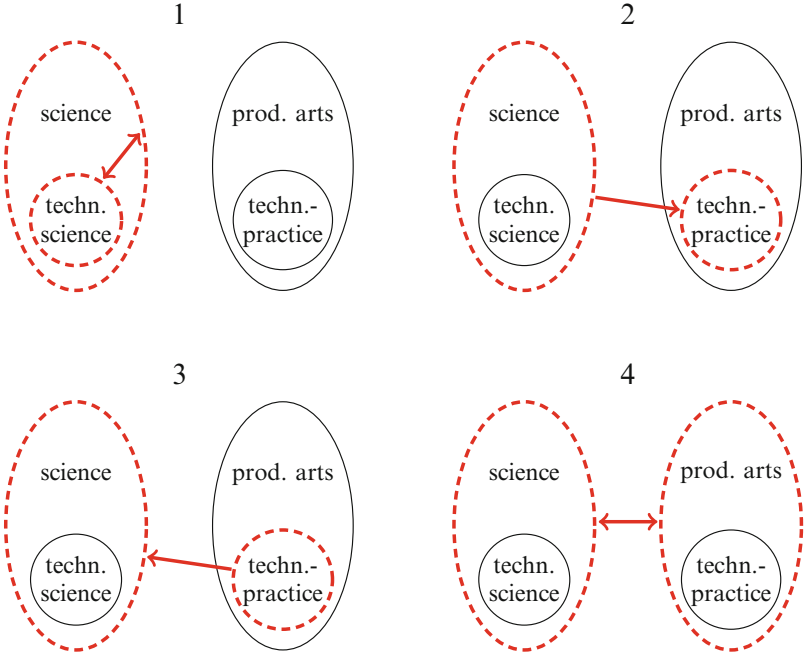 1
science
prod. arts
techn.
science
techn.-
practice
2
science
prod. arts
techn.
science
techn.-
practice
3
science
prod. arts
techn.
science
techn.-
practice
4
science
prod. arts
techn.
science
techn.-
practice